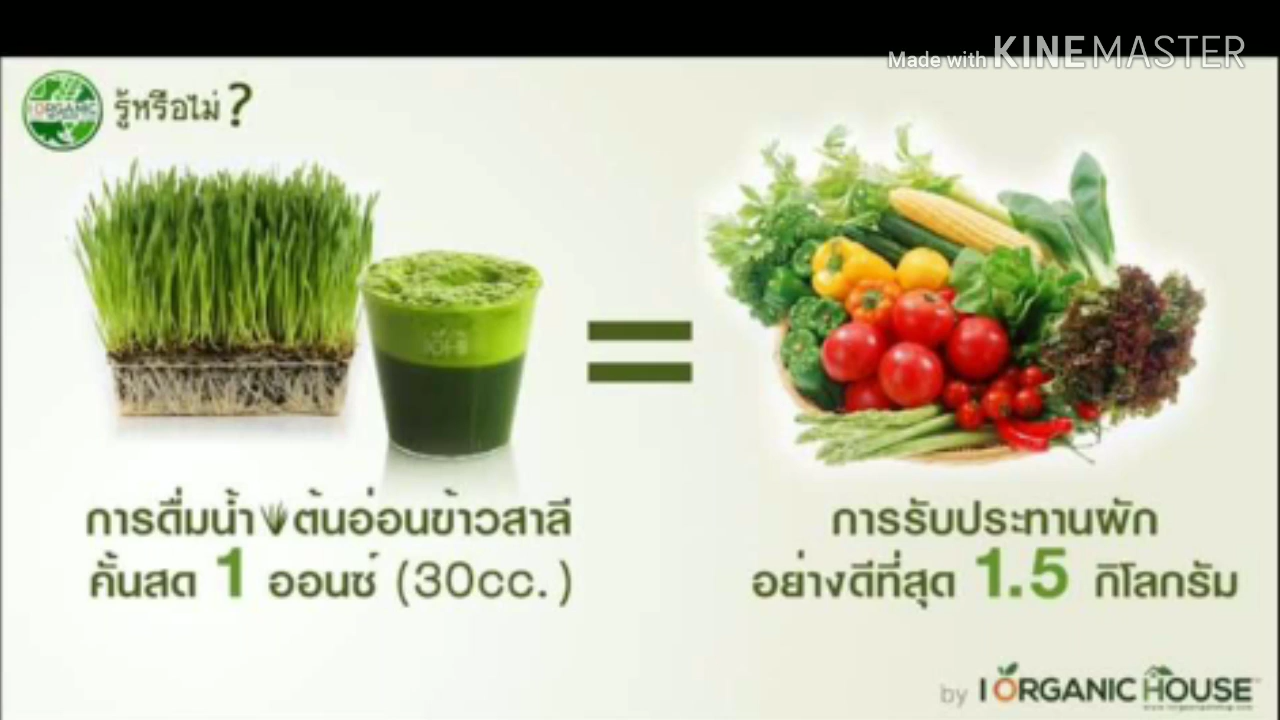 Made with KINEMASTER
ORGANIC
รู้หรือไม่ ?
การดื่มน้ำต้นอ่อนข้าวสาลี
คั้นสด 1 ออนซ์ (30cc.)
การรับประทานผัก
อย่างดีที่สุด 1.5 กิโลกรัม
by I ORGANIC HOUSE